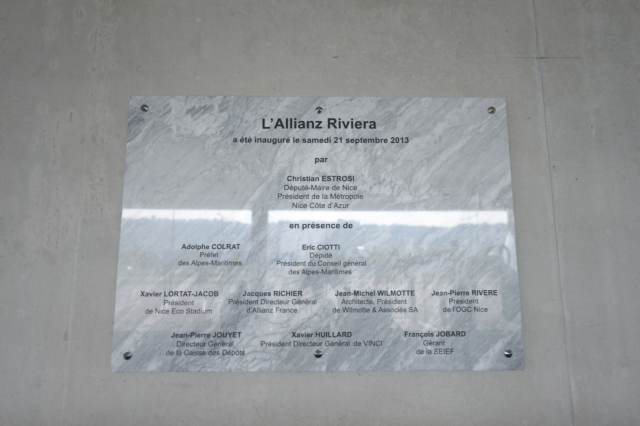 L'Allianz Riviera
a été inauguré le samedi 21 septembre 2013
par
Christian ESTROSI
Député-Maire de Nice
Président de la Métropole
Nice Côte d'Azur
en présence de
Adolphe COLRAT
Préfet
des Alpes-Maritimes
Eric CIOTTI
Député
Président du Conseil général
des Alpes-Maritimes
Xavier LORTAT-JACOB
Président
de Nice Eco Stadium
Jacques RICHIER
Président Directeur Général
d'Allianz France
Jean-Michel WILMOTTE
Architecte, Président
de Wilmotte & Associés SA
Jean-Pierre RIVERE
Président
de l'OGC Nice
Jean-Pierre JOUYET
Directeur Général
de la Caisse des Dépôts
Xavier HUILLARD
Président Directeur Général de VINCI
François JOBARD
Gérant
de la SEIEF